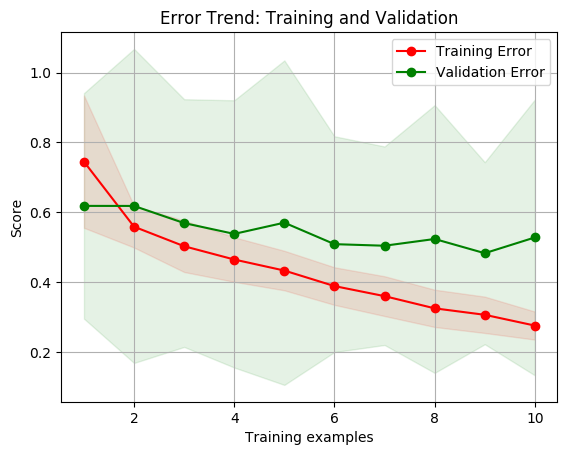 Error Trend: Training and Validation
Training Error
Validation Error
1.0
0.8
0.6
0.4
0.2
Score
2 4 6 8 10
Training examples